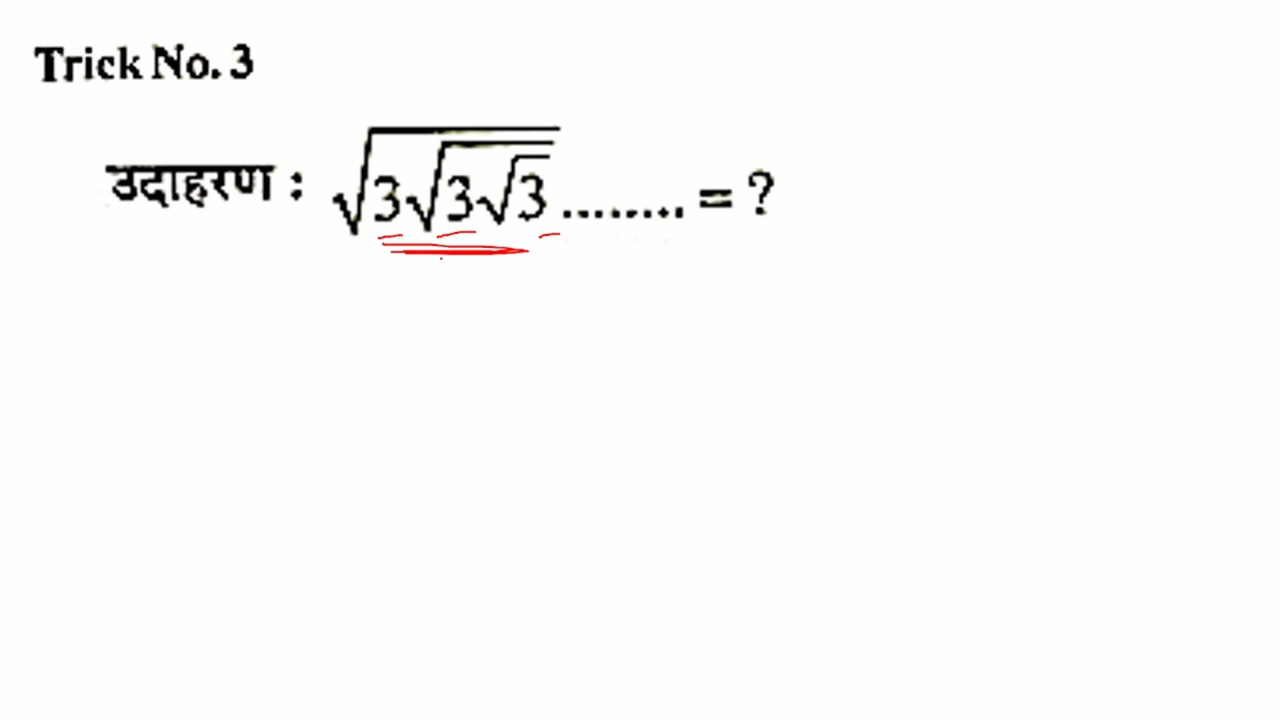 Trick No. 3
उदाहरण : √3√3√3 ........ = ?